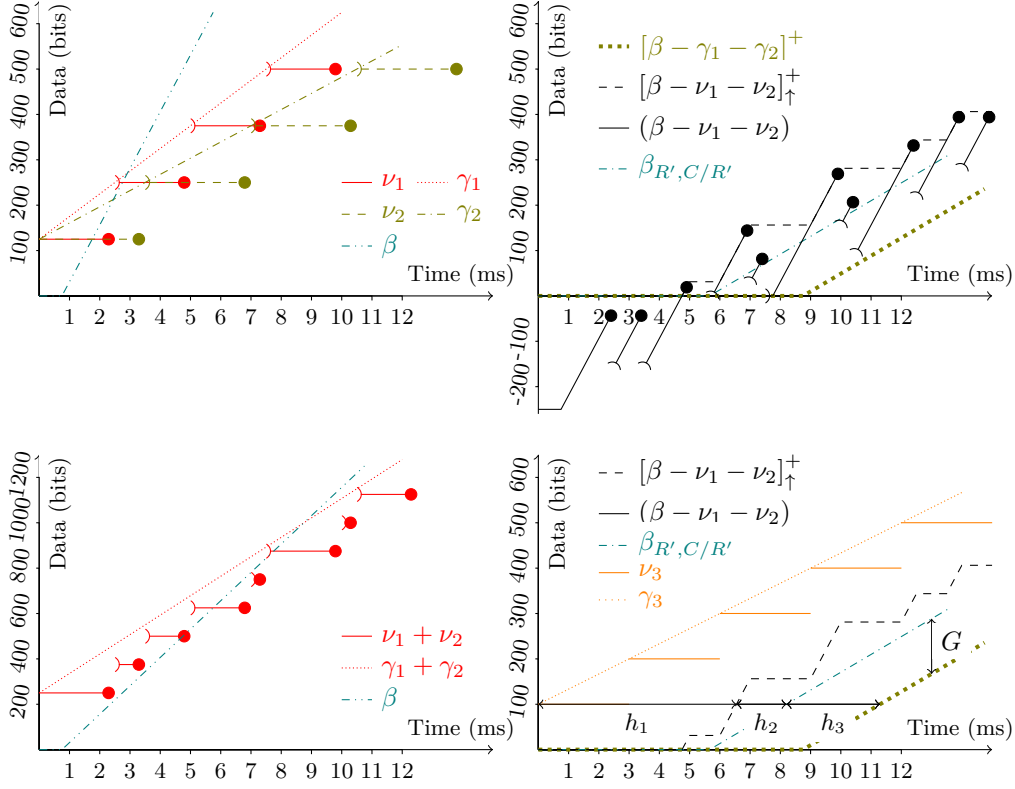 Data (bits)
600
500
400
300
200
100
ν₁ γ₁
ν₂ γ₂
β
Time (ms)
1 2 3 4 5 6 7 8 9 10 11 12
Data (bits)
600
500
400
300
200
100
-100
-200
[β − γ₁ − γ₂]⁺
[β − ν₁ − ν₂]⁺↑
(β − ν₁ − ν₂)
β_{R′,C/R′}
Time (ms)
1 2 3 4 5 6 7 8 9 10 11 12
Data (bits)
1200
1000
800
600
400
200
ν₁ + ν₂
γ₁ + γ₂
β
Time (ms)
1 2 3 4 5 6 7 8 9 10 11 12
Data (bits)
600
500
400
300
200
100
[β − ν₁ − ν₂]⁺↑
(β − ν₁ − ν₂)
β_{R′,C/R′}
ν₃
γ₃
G
h₁ h₂ h₃
Time (ms)
1 2 3 4 5 6 7 8 9 10 11 12